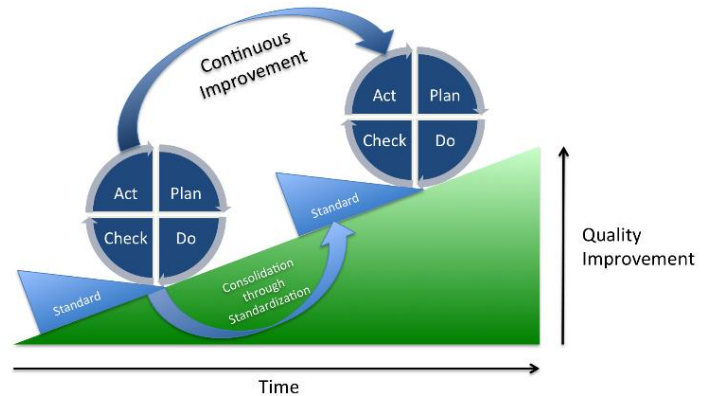 Continuous
Improvement
Act
Plan
Check
Do
Act
Plan
Check
Do
Standard
Standard
Consolidation
through
Standardization
Quality
Improvement
Time